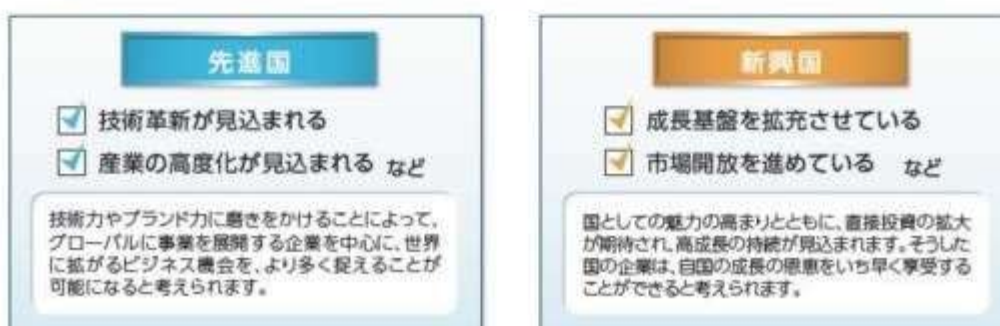 先進国
技術革新が見込まれる
産業の高度化が見込まれる など
技術力やブランド力に磨きをかけることによって、
グローバルに事業を展開する企業を中心に、世界
に拡がるビジネス機会を、より多く捉えることが
可能になると考えられます。
新興国
成長基盤を拡充させている
市場開放を進めている など
国としての魅力の高まりとともに、直接投資の拡大
が期待され、高成長の持続が見込まれます。そうした
国の企業は、自国の成長の恩恵をいち早く享受する
ことができると考えられます。